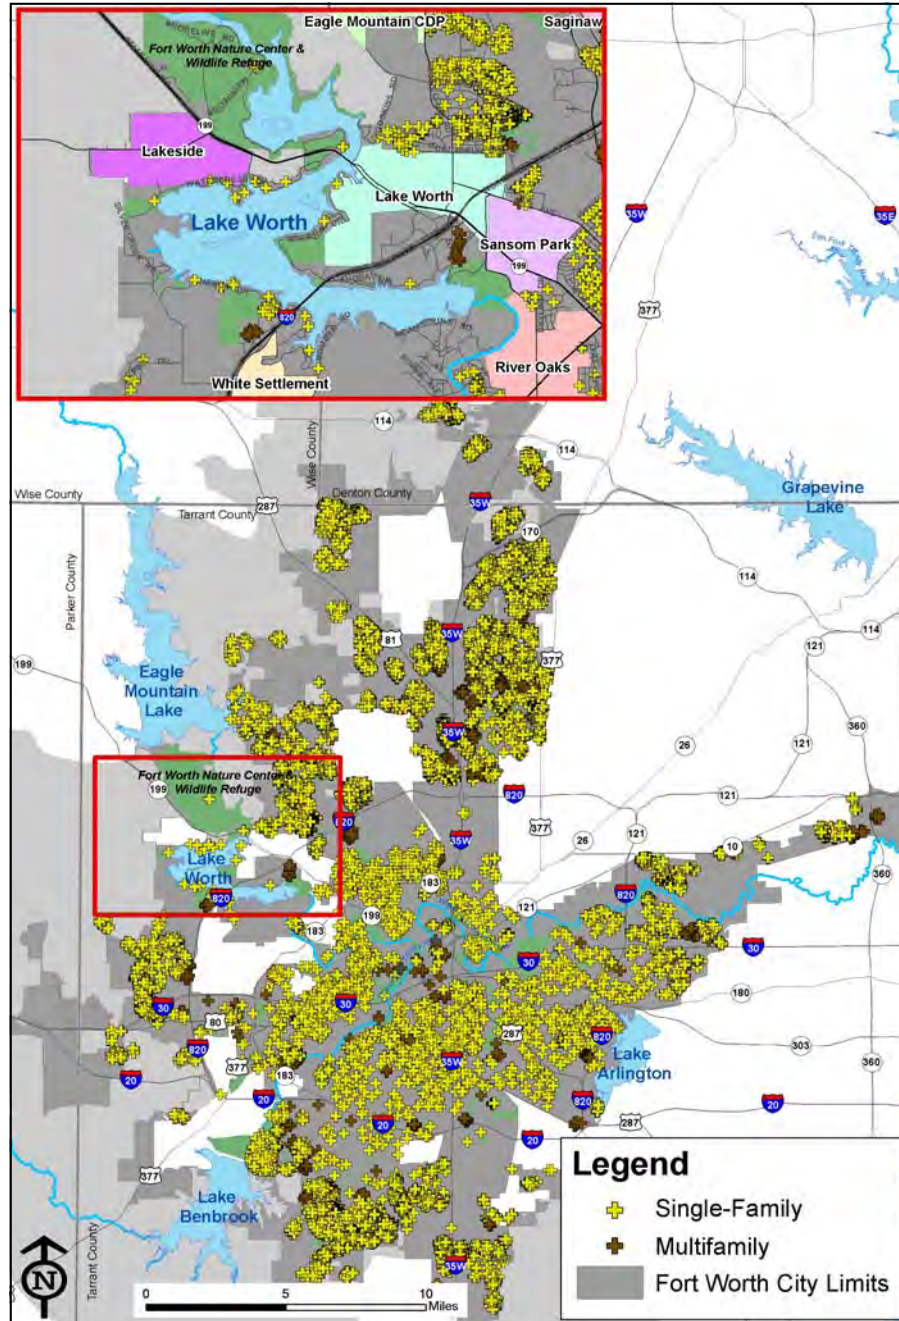 Eagle Mountain CDP
Saginaw
Fort Worth Nature Center &
Wildlife Refuge
199
Lakeside
Lake Worth
Lake Worth
Sansom Park
199
820
River Oaks
White Settlement
35W
35E
377
114
114
Wise County
287
Wise County
Denton County
Tarrant County
35W
170
Grapevine
Lake
Parker County
114
199
81
35W
377
121
114
Eagle
Mountain
Lake
35W
360
26
121
Fort Worth Nature Center &
Wildlife Refuge
199
820
820
121
377
35W
26
121
10
Lake
Worth
820
183
820
360
121
199
183
30
30
30
30
180
80
287
820
820
35W
Lake
Arlington
303
360
377
183
20
20
820
20
20
287
20
377
Lake
Benbrook
Tarrant County
35W
N
0
5
10
Miles
Legend
Single-Family
Multifamily
Fort Worth City Limits